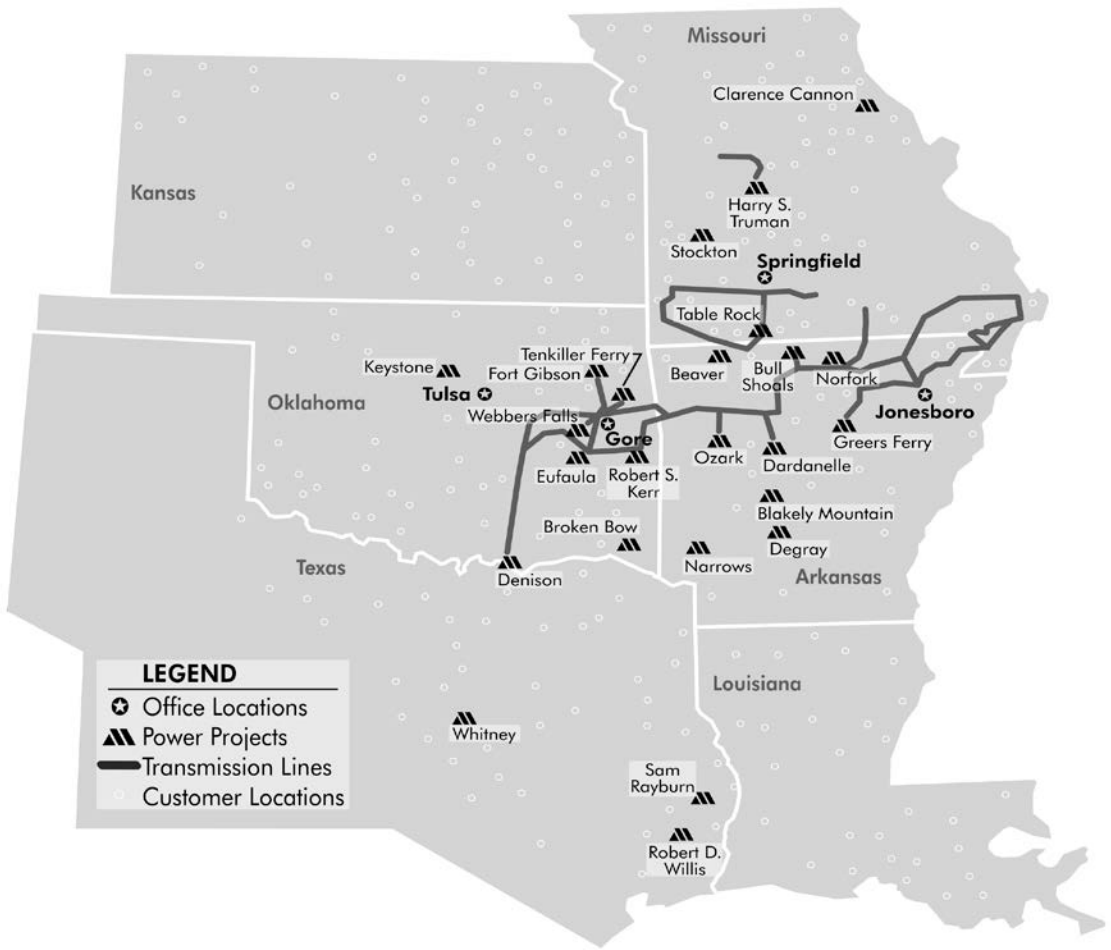 Missouri
Clarence Cannon
Kansas
Harry S.
Truman
Stockton
Springfield
Table Rock
Tenkiller Ferry
Keystone
Fort Gibson
Beaver
Bull
Shoals
Norfork
Tulsa
Oklahoma
Webbers Falls
Jonesboro
Gore
Greers Ferry
Ozark
Dardanelle
Eufaula
Robert S.
Kerr
Blakely Mountain
Broken Bow
Degray
Narrows
Texas
Denison
Arkansas
LEGEND
Office Locations
Power Projects
Transmission Lines
Customer Locations
Louisiana
Whitney
Sam
Rayburn
Robert D.
Willis